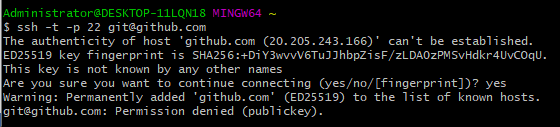 Administrator@DESKTOP-11LQN18 MINGW64 ~
$ ssh -t -p 22 git@github.com
The authenticity of host 'github.com (20.205.243.166)' can't be established.
ED25519 key fingerprint is SHA256:+DiY3wvvV6TuJJhbpZisF/zLDA0zPMSvHdkr4UvCOqU.
This key is not known by any other names
Are you sure you want to continue connecting (yes/no/[fingerprint])? yes
Warning: Permanently added 'github.com' (ED25519) to the list of known hosts.
git@github.com: Permission denied (publickey).